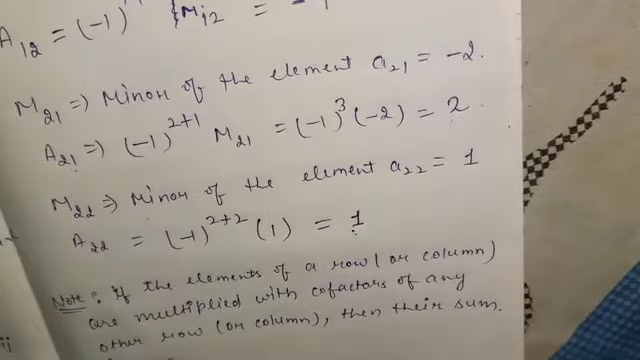 A₁₂ = (-1) M₁₂ =
M₂₁ => Minor of the element a₂₁ = -2.
A₂₁ => (-1)²⁺¹ M₂₁ = (-1)³ (-2) = 2
M₂₂ => Minor of the element a₂₂ = 1
A₂₂ = (-1)²⁺² (1) = 1
Note: If the elements of a row (or column)
are multiplied with cofactors of any
other row (or column), then their sum.
ij